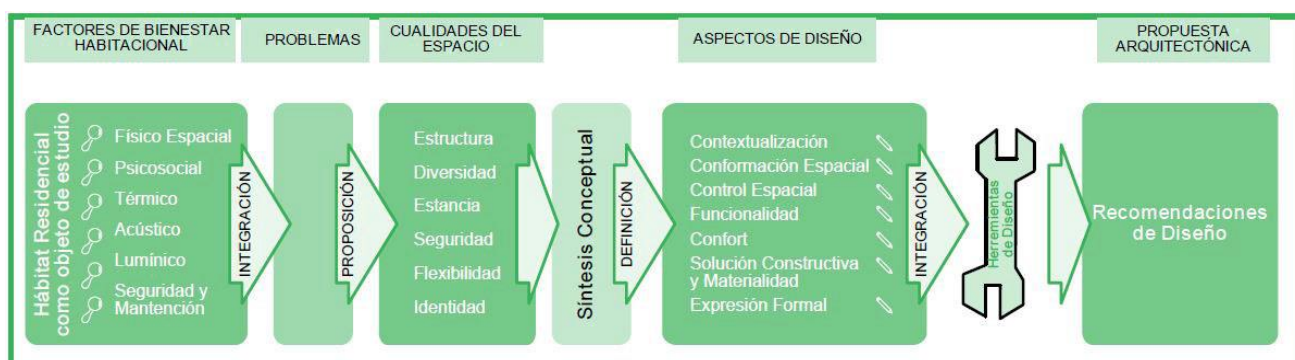 FACTORES DE BIENESTAR
HABITACIONAL
PROBLEMAS
CUALIDADES DEL
ESPACIO
ASPECTOS DE DISEÑO
PROPUESTA
ARQUITECTÓNICA
Hábitat Residencial
como objeto de estudio
Físico Espacial
Psicosocial
Térmico
Acústico
Lumínico
Seguridad y
Mantención
INTEGRACIÓN
PROPOSICIÓN
Estructura
Diversidad
Estancia
Seguridad
Flexibilidad
Identidad
Síntesis Conceptual
DEFINICIÓN
Contextualización
Conformación Espacial
Control Espacial
Funcionalidad
Confort
Solución Constructiva
y Materialidad
Expresión Formal
INTEGRACIÓN
Herremientas
de Diseño
Recomendaciones
de Diseño